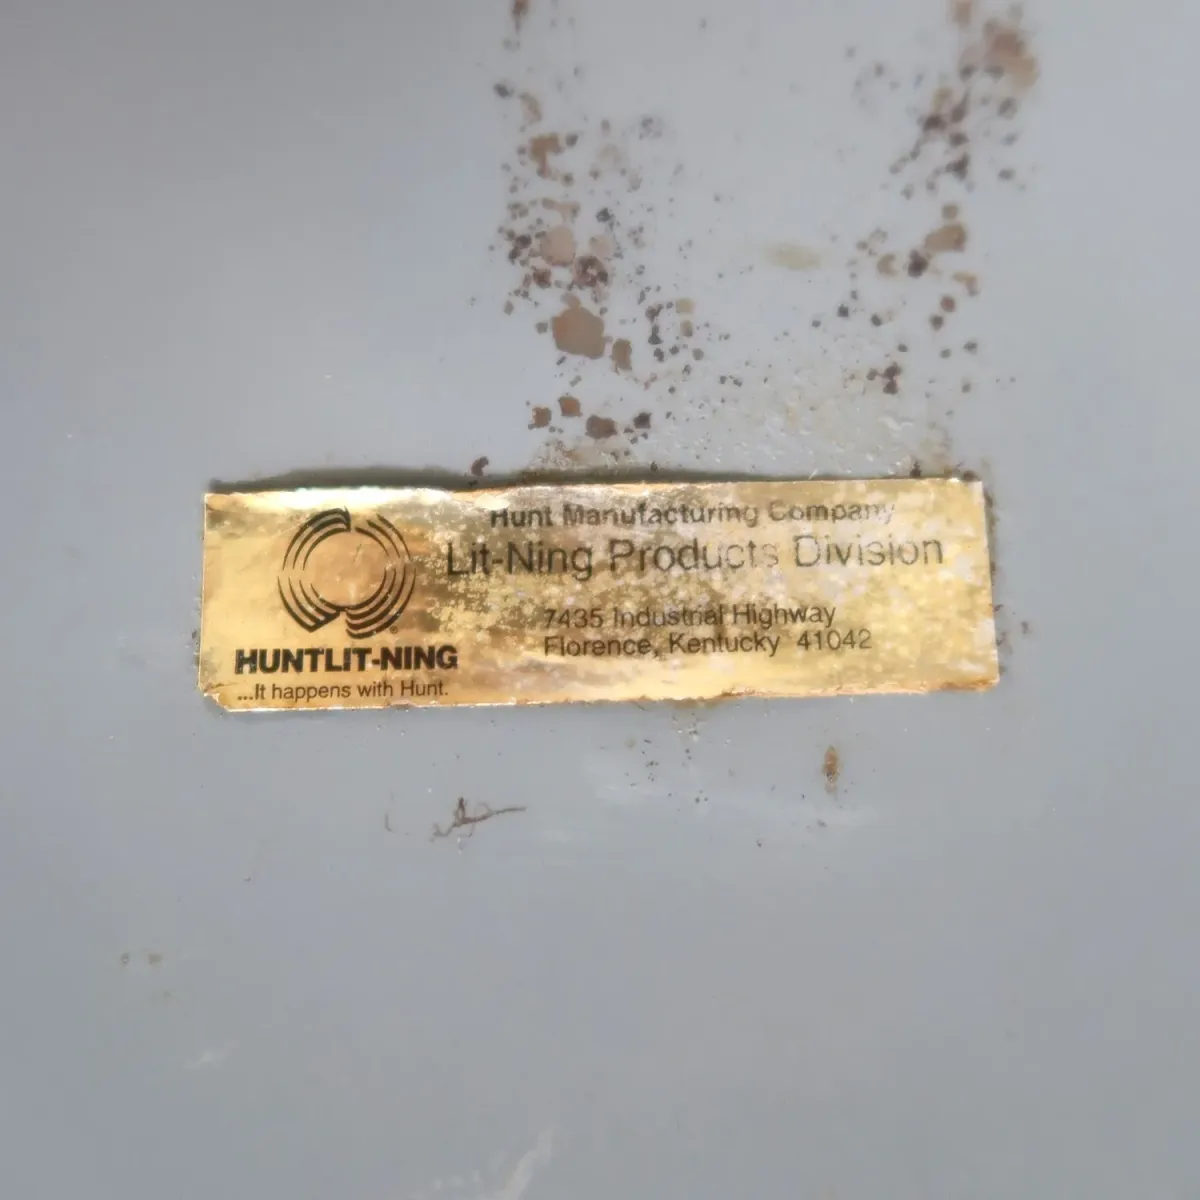 Hunt Manufacturing Company
Lit-Ning Products Division
7435 Industrial Highway
Florence, Kentucky 41042
®
HUNTLIT-NING
...It happens with Hunt.